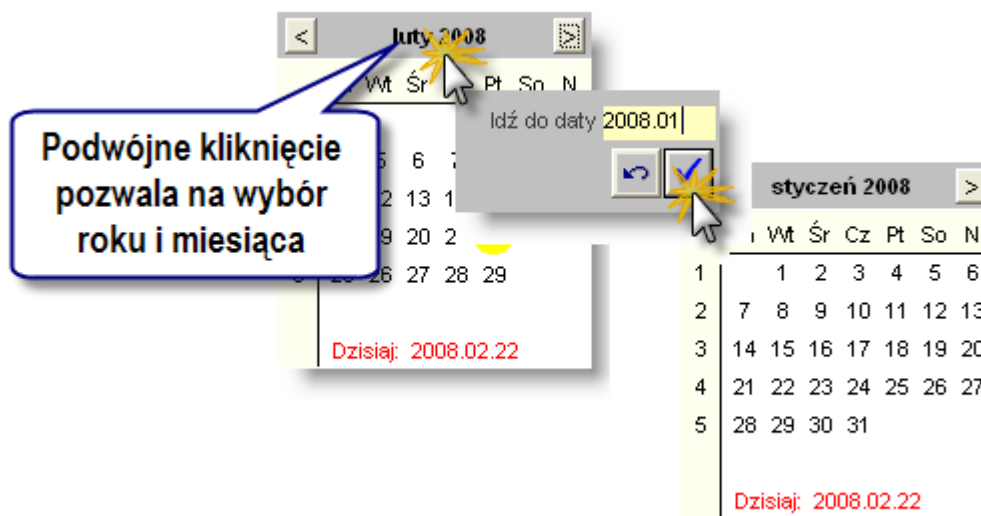 < luty 2008 >
Wt Śr Pt So N
Idź do daty 2008.01
Podwójne kliknięcie
pozwala na wybór
roku i miesiąca
6
13
20
26 27 28 29
Dzisiaj: 2008.02.22
styczeń 2008 >
Wt Śr Cz Pt So N
1 1 2 3 4 5 6
2 7 8 9 10 11 12 13
3 14 15 16 17 18 19 20
4 21 22 23 24 25 26 27
5 28 29 30 31
Dzisiaj: 2008.02.22